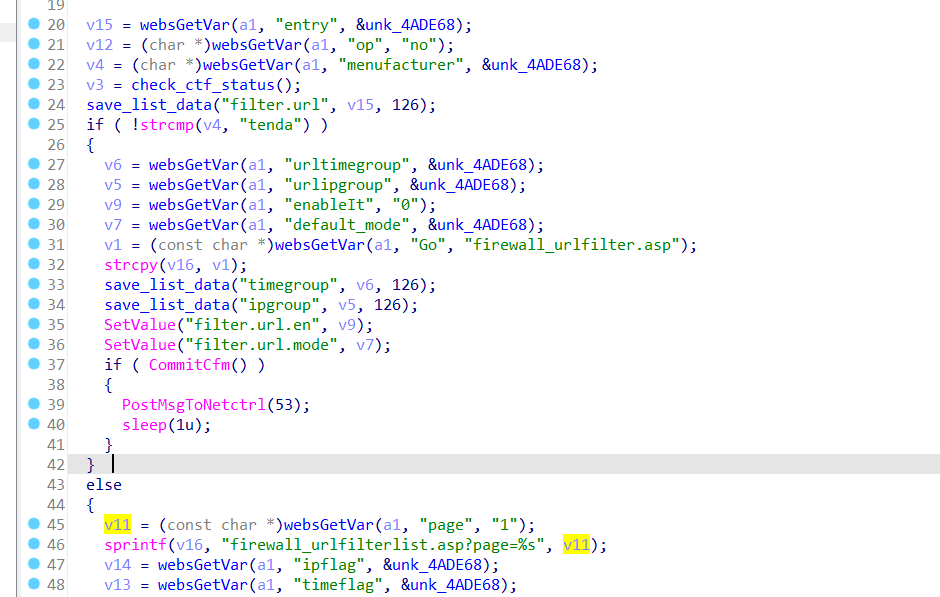 19
20 v15 = websGetVar(a1, "entry", &unk_4ADE68);
21 v12 = (char *)websGetVar(a1, "op", "no");
22 v4 = (char *)websGetVar(a1, "menufacturer", &unk_4ADE68);
23 v3 = check_ctf_status();
24 save_list_data("filter.url", v15, 126);
25 if ( !strcmp(v4, "tenda") )
26 {
27 v6 = websGetVar(a1, "urltimegroup", &unk_4ADE68);
28 v5 = websGetVar(a1, "urlipgroup", &unk_4ADE68);
29 v9 = websGetVar(a1, "enableIt", "0");
30 v7 = websGetVar(a1, "default_mode", &unk_4ADE68);
31 v1 = (const char *)websGetVar(a1, "Go", "firewall_urlfilter.asp");
32 strcpy(v16, v1);
33 save_list_data("timegroup", v6, 126);
34 save_list_data("ipgroup", v5, 126);
35 SetValue("filter.url.en", v9);
36 SetValue("filter.url.mode", v7);
37 if ( CommitCfm() )
38 {
39 PostMsgToNetctrl(53);
40 sleep(1u);
41 }
42 }
43 else
44 {
45 v11 = (const char *)websGetVar(a1, "page", "1");
46 sprintf(v16, "firewall_urlfilterlist.asp?page=%s", v11);
47 v14 = websGetVar(a1, "ipflag", &unk_4ADE68);
48 v13 = websGetVar(a1, "timeflag", &unk_4ADE68);